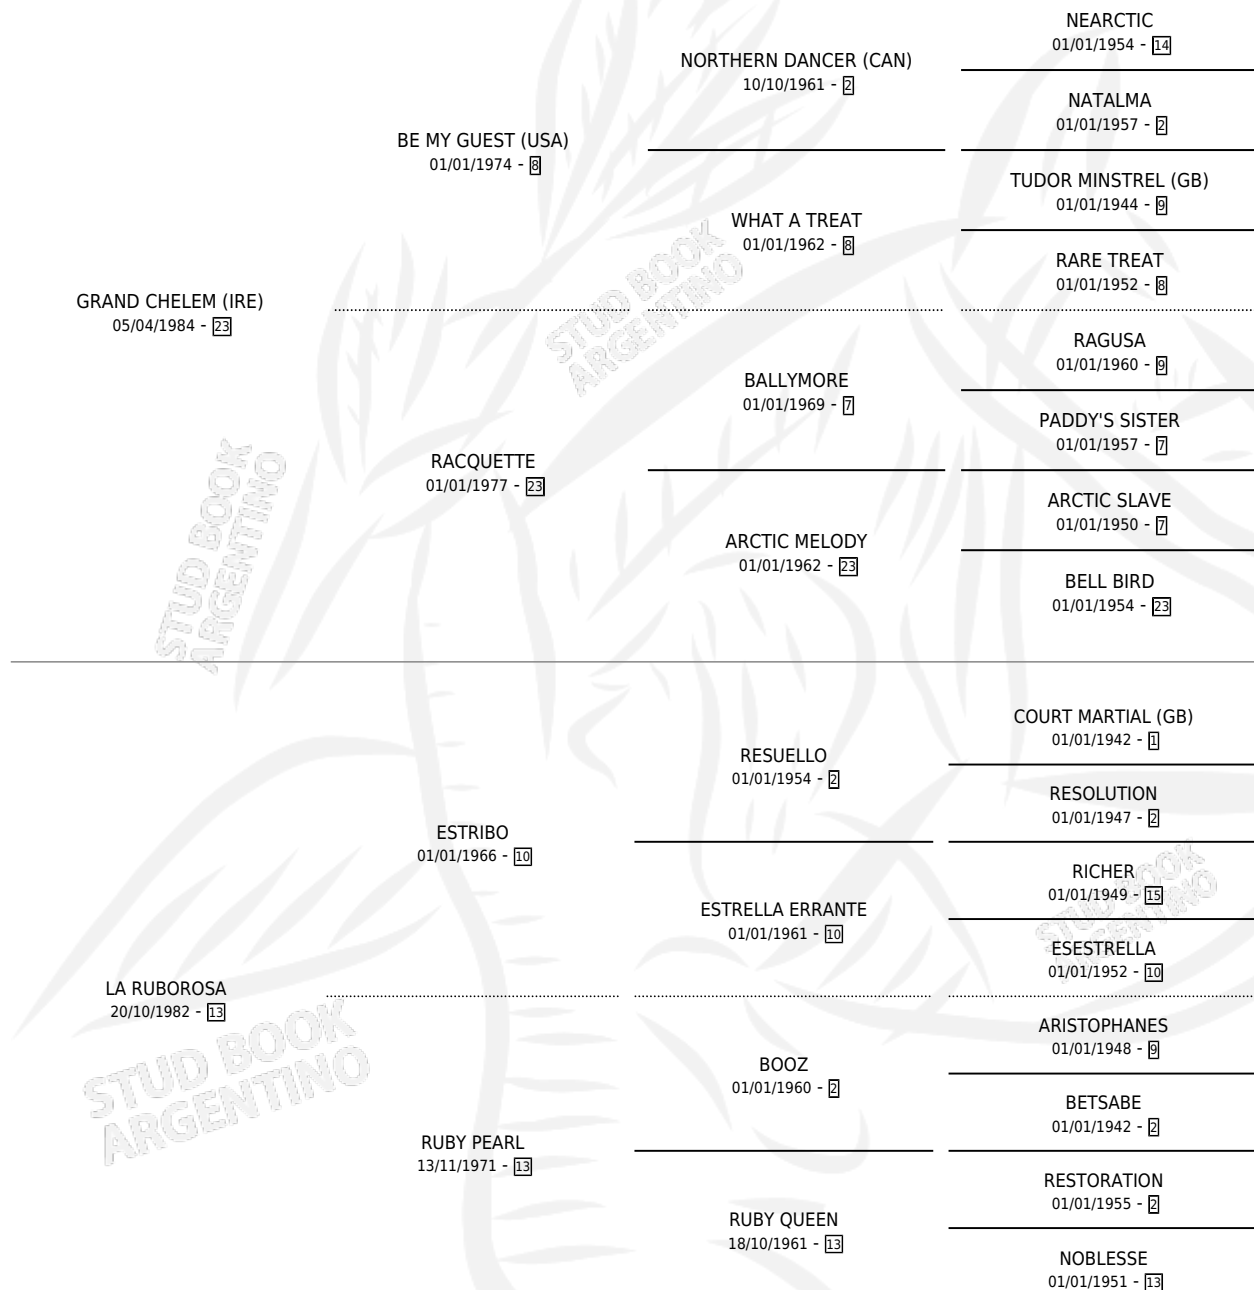 NEARCTIC
01/01/1954 - 14
NORTHERN DANCER (CAN)
10/10/1961 - 2
NATALMA
01/01/1957 - 2
BE MY GUEST (USA)
01/01/1974 - 8
TUDOR MINSTREL (GB)
01/01/1944 - 9
WHAT A TREAT
01/01/1962 - 8
RARE TREAT
01/01/1952 - 8
GRAND CHELEM (IRE)
05/04/1984 - 23
RAGUSA
01/01/1960 - 9
BALLYMORE
01/01/1969 - 7
PADDY'S SISTER
01/01/1957 - 7
RACQUETTE
01/01/1977 - 23
ARCTIC SLAVE
01/01/1950 - 7
ARCTIC MELODY
01/01/1962 - 23
BELL BIRD
01/01/1954 - 23
COURT MARTIAL (GB)
01/01/1942 - 1
RESUELLO
01/01/1954 - 2
RESOLUTION
01/01/1947 - 2
ESTRIBO
01/01/1966 - 10
RICHER
01/01/1949 - 15
ESTRELLA ERRANTE
01/01/1961 - 10
ESESTRELLA
01/01/1952 - 10
LA RUBOROSA
20/10/1982 - 13
ARISTOPHANES
01/01/1948 - 9
BOOZ
01/01/1960 - 2
BETSABE
01/01/1942 - 2
RUBY PEARL
13/11/1971 - 13
RESTORATION
01/01/1955 - 2
RUBY QUEEN
18/10/1961 - 13
NOBLESSE
01/01/1951 - 13
STUD BOOK
ARGENTINO
STUD BOOK
ARGENTINO
STUD BOOK
ARGENTINO
STUD BOOK
ARGENTINO